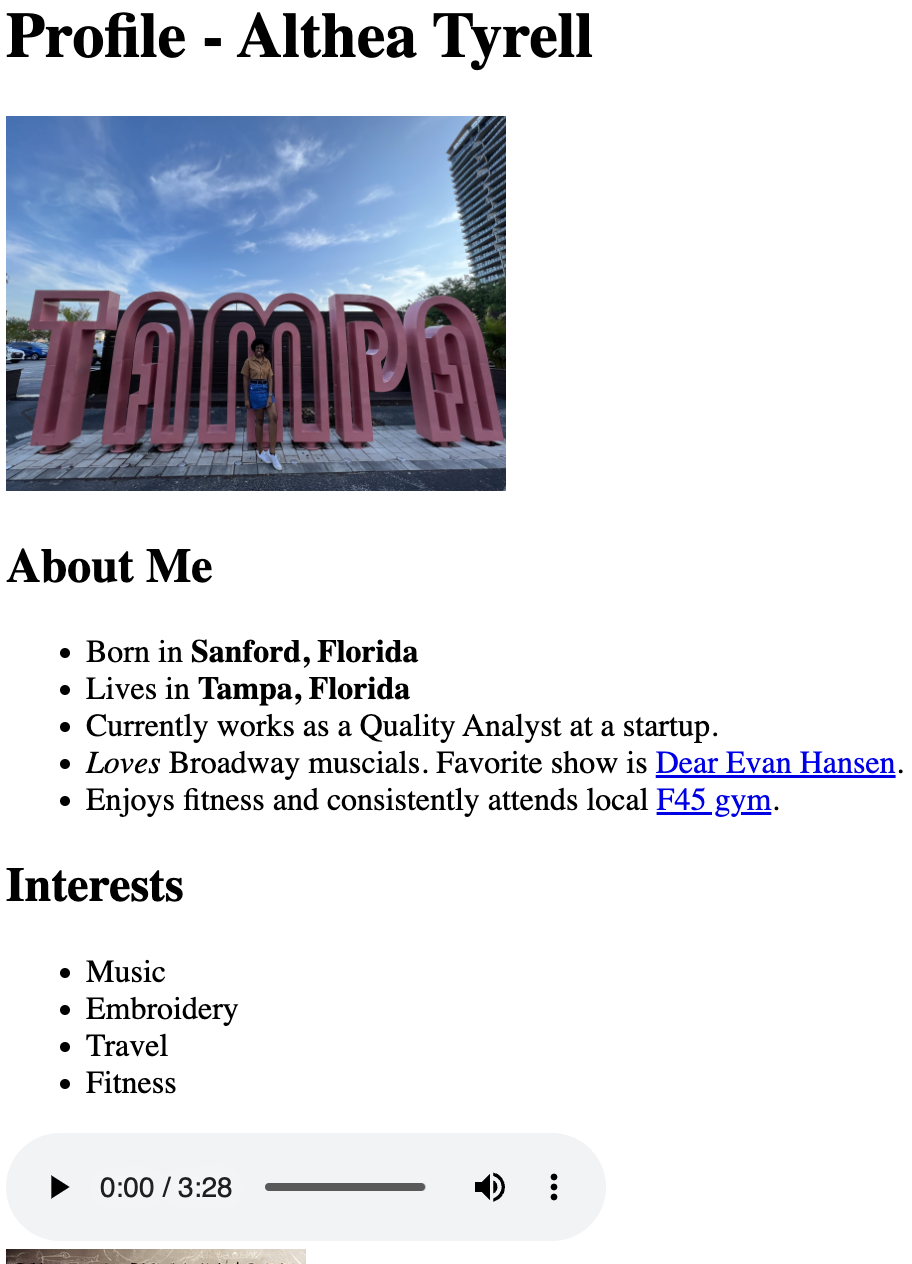 Profile - Althea Tyrell
TAMPA
About Me
Born in Sanford, Florida
Lives in Tampa, Florida
Currently works as a Quality Analyst at a startup.
Loves Broadway muscials. Favorite show is Dear Evan Hansen.
Enjoys fitness and consistently attends local F45 gym.
Interests
Music
Embroidery
Travel
Fitness
0:00 / 3:28